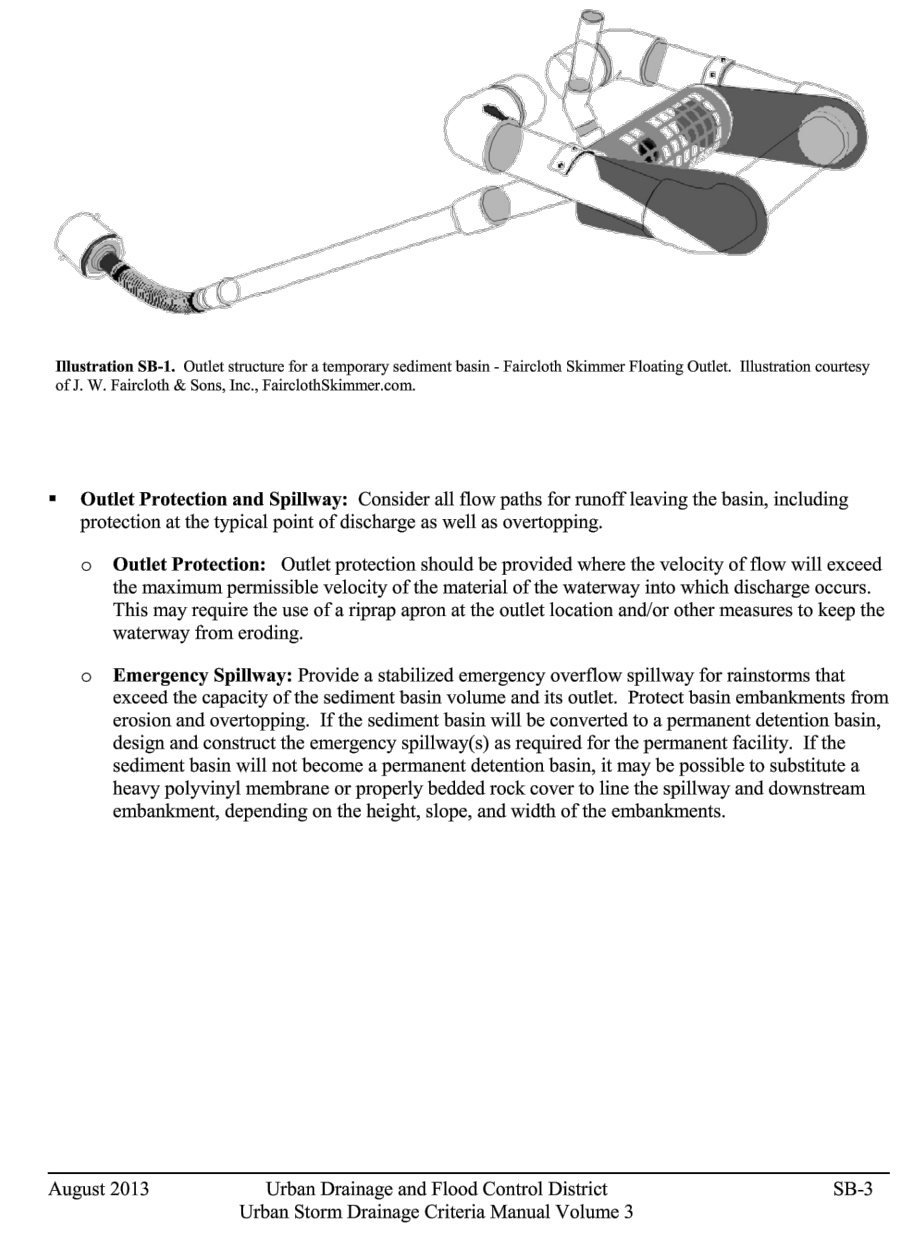 Illustration SB-1.  Outlet structure for a temporary sediment basin - Faircloth Skimmer Floating Outlet.  Illustration courtesy
of J. W. Faircloth & Sons, Inc., FairclothSkimmer.com.
▪ Outlet Protection and Spillway:  Consider all flow paths for runoff leaving the basin, including
protection at the typical point of discharge as well as overtopping.
o Outlet Protection:   Outlet protection should be provided where the velocity of flow will exceed
the maximum permissible velocity of the material of the waterway into which discharge occurs.
This may require the use of a riprap apron at the outlet location and/or other measures to keep the
waterway from eroding.
o Emergency Spillway: Provide a stabilized emergency overflow spillway for rainstorms that
exceed the capacity of the sediment basin volume and its outlet.  Protect basin embankments from
erosion and overtopping.  If the sediment basin will be converted to a permanent detention basin,
design and construct the emergency spillway(s) as required for the permanent facility.  If the
sediment basin will not become a permanent detention basin, it may be possible to substitute a
heavy polyvinyl membrane or properly bedded rock cover to line the spillway and downstream
embankment, depending on the height, slope, and width of the embankments.
August 2013 Urban Drainage and Flood Control District SB-3
Urban Storm Drainage Criteria Manual Volume 3